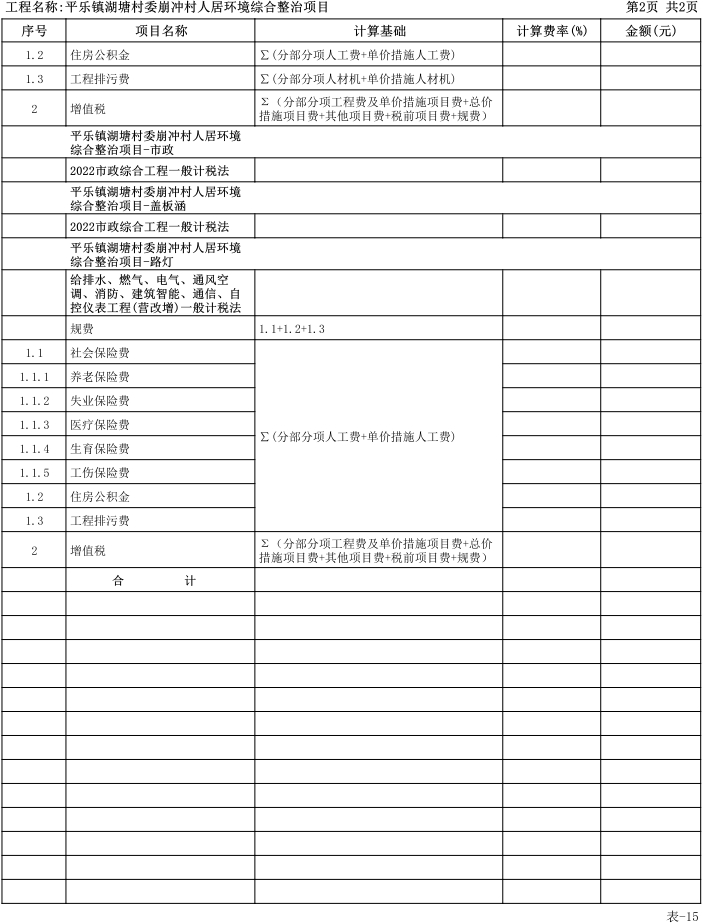 工程名称:平乐镇湖塘村委崩冲村人居环境综合整治项目 第2页 共2页
序号 项目名称 计算基础 计算费率(%) 金额(元)
1.2 住房公积金 Σ(分部分项人工费+单价措施人工费)
1.3 工程排污费 Σ(分部分项人材机+单价措施人材机)
2 增值税 Σ（分部分项工程费及单价措施项目费+总价
措施项目费+其他项目费+税前项目费+规费）
平乐镇湖塘村委崩冲村人居环境
综合整治项目-市政
2022市政综合工程一般计税法
平乐镇湖塘村委崩冲村人居环境
综合整治项目-盖板涵
2022市政综合工程一般计税法
平乐镇湖塘村委崩冲村人居环境
综合整治项目-路灯
给排水、燃气、电气、通风空
调、消防、建筑智能、通信、自
控仪表工程(营改增)一般计税法
规费 1.1+1.2+1.3
1.1 社会保险费
1.1.1 养老保险费
1.1.2 失业保险费
1.1.3 医疗保险费
Σ(分部分项人工费+单价措施人工费)
1.1.4 生育保险费
1.1.5 工伤保险费
1.2 住房公积金
1.3 工程排污费
2 增值税 Σ（分部分项工程费及单价措施项目费+总价
措施项目费+其他项目费+税前项目费+规费）
合 计
表-15